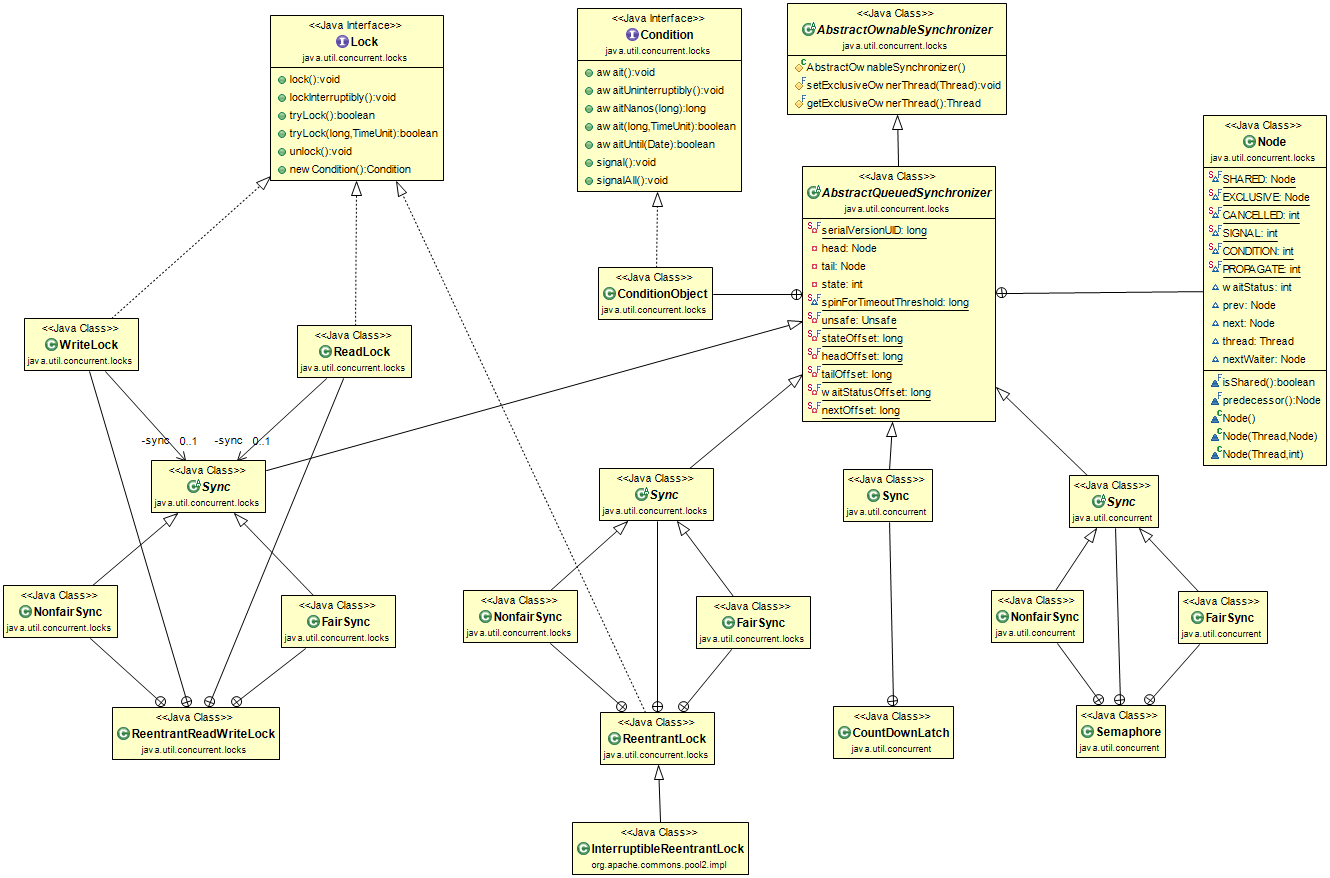 <<Java Interface>>
Lock
java.util.concurrent.locks
lock():void
lockInterruptibly():void
tryLock():boolean
tryLock(long,TimeUnit):boolean
unlock():void
newCondition():Condition
<<Java Interface>>
Condition
java.util.concurrent.locks
await():void
awaitUninterruptibly():void
awaitNanos(long):long
await(long,TimeUnit):boolean
awaitUntil(Date):boolean
signal():void
signalAll():void
<<Java Class>>
AbstractOwnableSynchronizer
java.util.concurrent.locks
AbstractOwnableSynchronizer()
setExclusiveOwnerThread(Thread):void
getExclusiveOwnerThread():Thread
<<Java Class>>
Node
java.util.concurrent.locks
SHARED: Node
EXCLUSIVE: Node
CANCELLED: int
SIGNAL: int
CONDITION: int
PROPAGATE: int
waitStatus: int
prev: Node
next: Node
thread: Thread
nextWaiter: Node
isShared():boolean
predecessor():Node
Node()
Node(Thread,Node)
Node(Thread,int)
<<Java Class>>
AbstractQueuedSynchronizer
java.util.concurrent.locks
serialVersionUID: long
head: Node
tail: Node
state: int
spinForTimeoutThreshold: long
unsafe: Unsafe
stateOffset: long
headOffset: long
tailOffset: long
waitStatusOffset: long
nextOffset: long
<<Java Class>>
ConditionObject
java.util.concurrent.locks
<<Java Class>>
WriteLock
java.util.concurrent.locks
<<Java Class>>
ReadLock
java.util.concurrent.locks
-sync 0..1
-sync 0..1
<<Java Class>>
Sync
java.util.concurrent.locks
<<Java Class>>
Sync
java.util.concurrent.locks
<<Java Class>>
Sync
java.util.concurrent
<<Java Class>>
Sync
java.util.concurrent
<<Java Class>>
NonfairSync
java.util.concurrent.locks
<<Java Class>>
FairSync
java.util.concurrent.locks
<<Java Class>>
NonfairSync
java.util.concurrent.locks
<<Java Class>>
FairSync
java.util.concurrent.locks
<<Java Class>>
NonfairSync
java.util.concurrent
<<Java Class>>
FairSync
java.util.concurrent
<<Java Class>>
ReentrantReadWriteLock
java.util.concurrent.locks
<<Java Class>>
ReentrantLock
java.util.concurrent.locks
<<Java Class>>
CountDownLatch
java.util.concurrent
<<Java Class>>
Semaphore
java.util.concurrent
<<Java Class>>
InterruptibleReentrantLock
org.apache.commons.pool2.impl